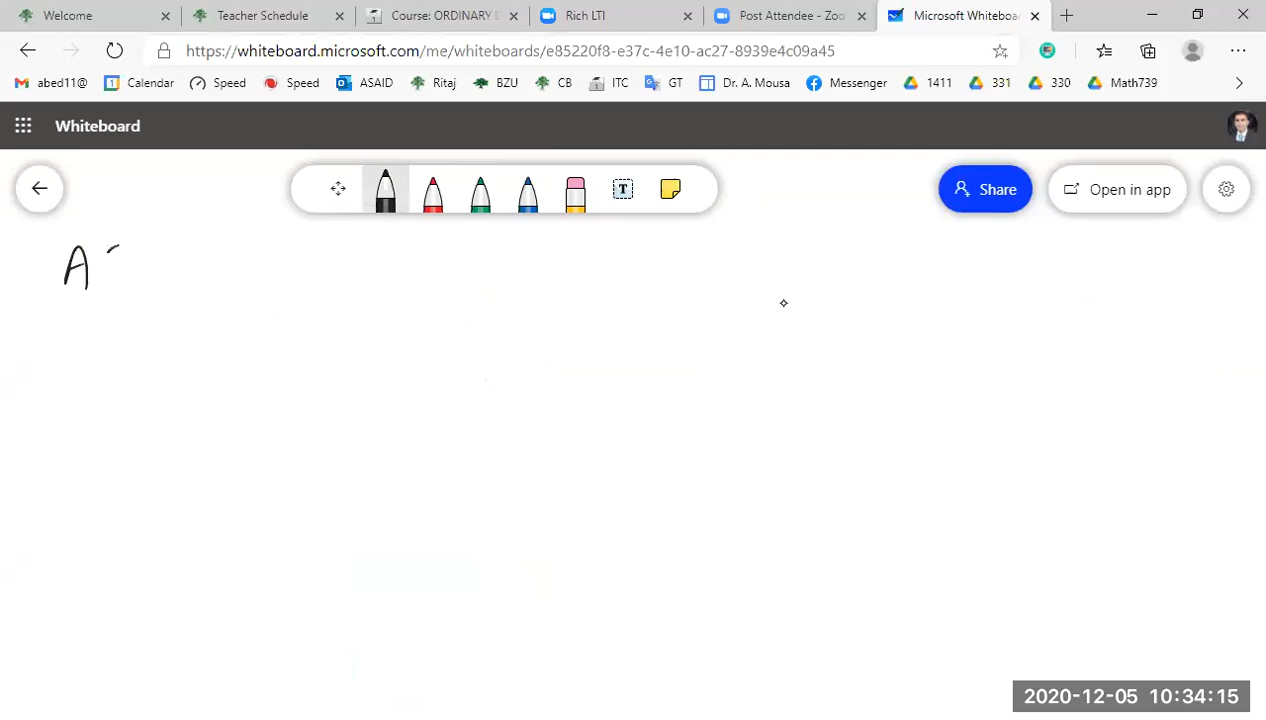 Welcome
Teacher Schedule
Course: ORDINARY D
Rich LTI
Post Attendee - Zoo
Microsoft Whiteboa
https://whiteboard.microsoft.com/me/whiteboards/e85220f8-e37c-4e10-ac27-8939e4c09a45
abed11@ Calendar Speed Speed ASAID Ritaj BZU CB ITC GT Dr. A. Mousa Messenger 1411 331 330 Math739
Whiteboard
T
Share
Open in app
A
2020-12-05 10:34:15